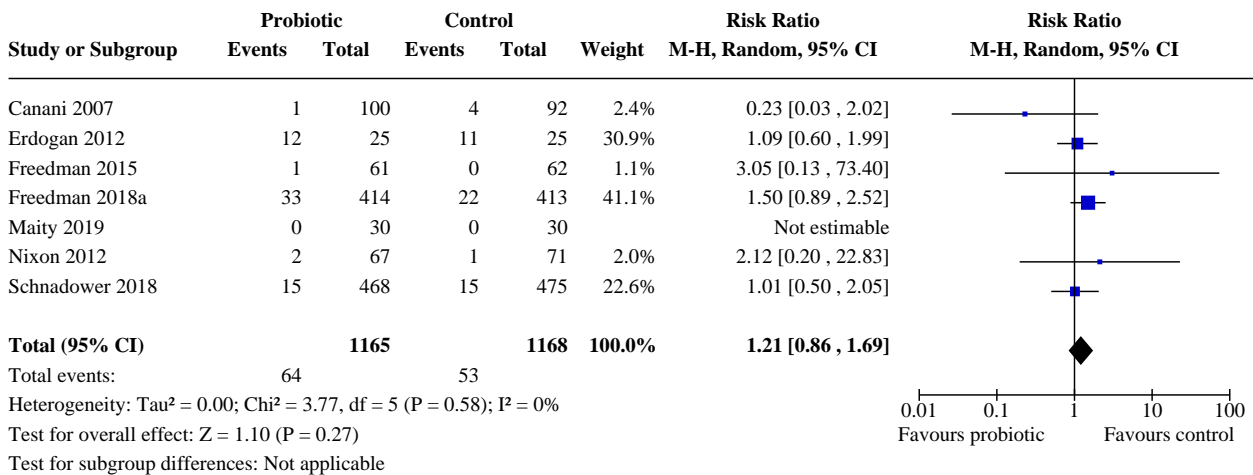 Probiotic Control Risk Ratio Risk Ratio
Study or Subgroup Events Total Events Total Weight M-H, Random, 95% CI M-H, Random, 95% CI
Canani 2007 1 100 4 92 2.4% 0.23 [0.03 , 2.02]
Erdogan 2012 12 25 11 25 30.9% 1.09 [0.60 , 1.99]
Freedman 2015 1 61 0 62 1.1% 3.05 [0.13 , 73.40]
Freedman 2018a 33 414 22 413 41.1% 1.50 [0.89 , 2.52]
Maity 2019 0 30 0 30 Not estimable
Nixon 2012 2 67 1 71 2.0% 2.12 [0.20 , 22.83]
Schnadower 2018 15 468 15 475 22.6% 1.01 [0.50 , 2.05]
Total (95% CI) 1165 1168 100.0% 1.21 [0.86 , 1.69]
Total events: 64 53
Heterogeneity: Tau² = 0.00; Chi² = 3.77, df = 5 (P = 0.58); I² = 0%
Test for overall effect: Z = 1.10 (P = 0.27)
Test for subgroup differences: Not applicable
0.01 0.1 1 10 100
Favours probiotic Favours control